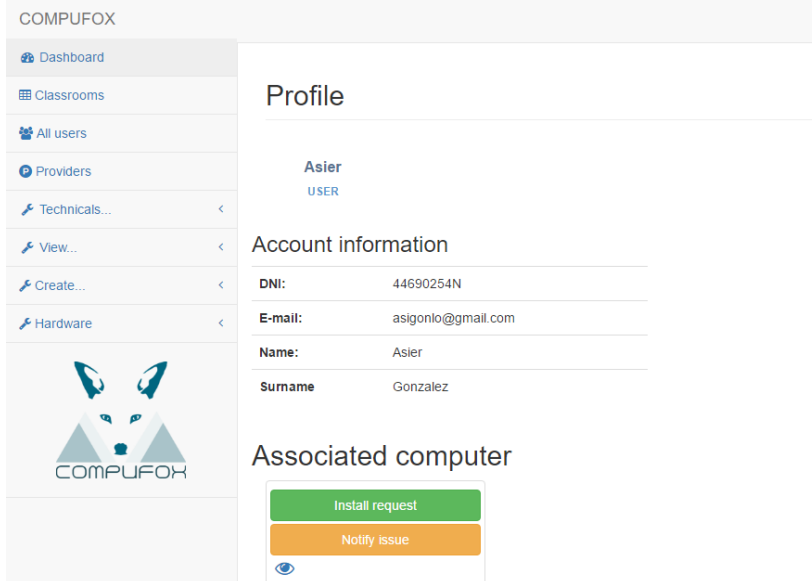 COMPUFOX
Dashboard
Classrooms
All users
Providers
Technicals...
View...
Create...
Hardware
COMPUFOX
Profile
Asier
USER
Account information
DNI: 44690254N
E-mail: asigonlo@gmail.com
Name: Asier
Surname Gonzalez
Associated computer
Install request
Notify issue